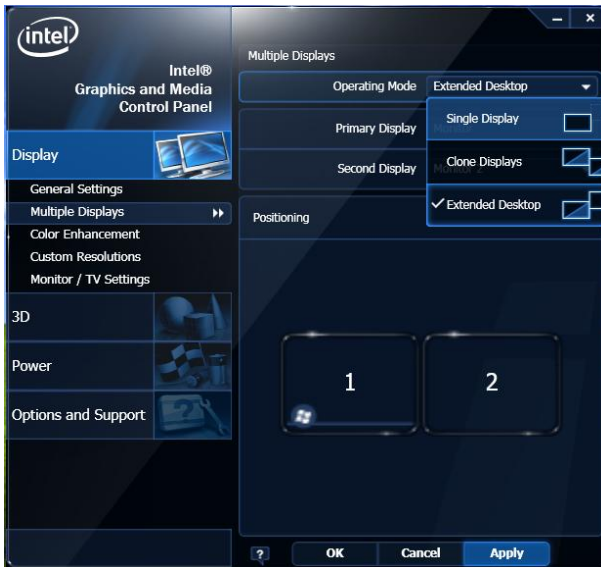 intel
Intel®
Graphics and Media
Control Panel
Display
General Settings
Multiple Displays
Color Enhancement
Custom Resolutions
Monitor / TV Settings
3D
Power
Options and Support
Multiple Displays
Operating Mode Extended Desktop
Primary Display
Single Display
Clone Displays
Second Display Monitor 2
Extended Desktop
Positioning
1
2
? OK Cancel Apply